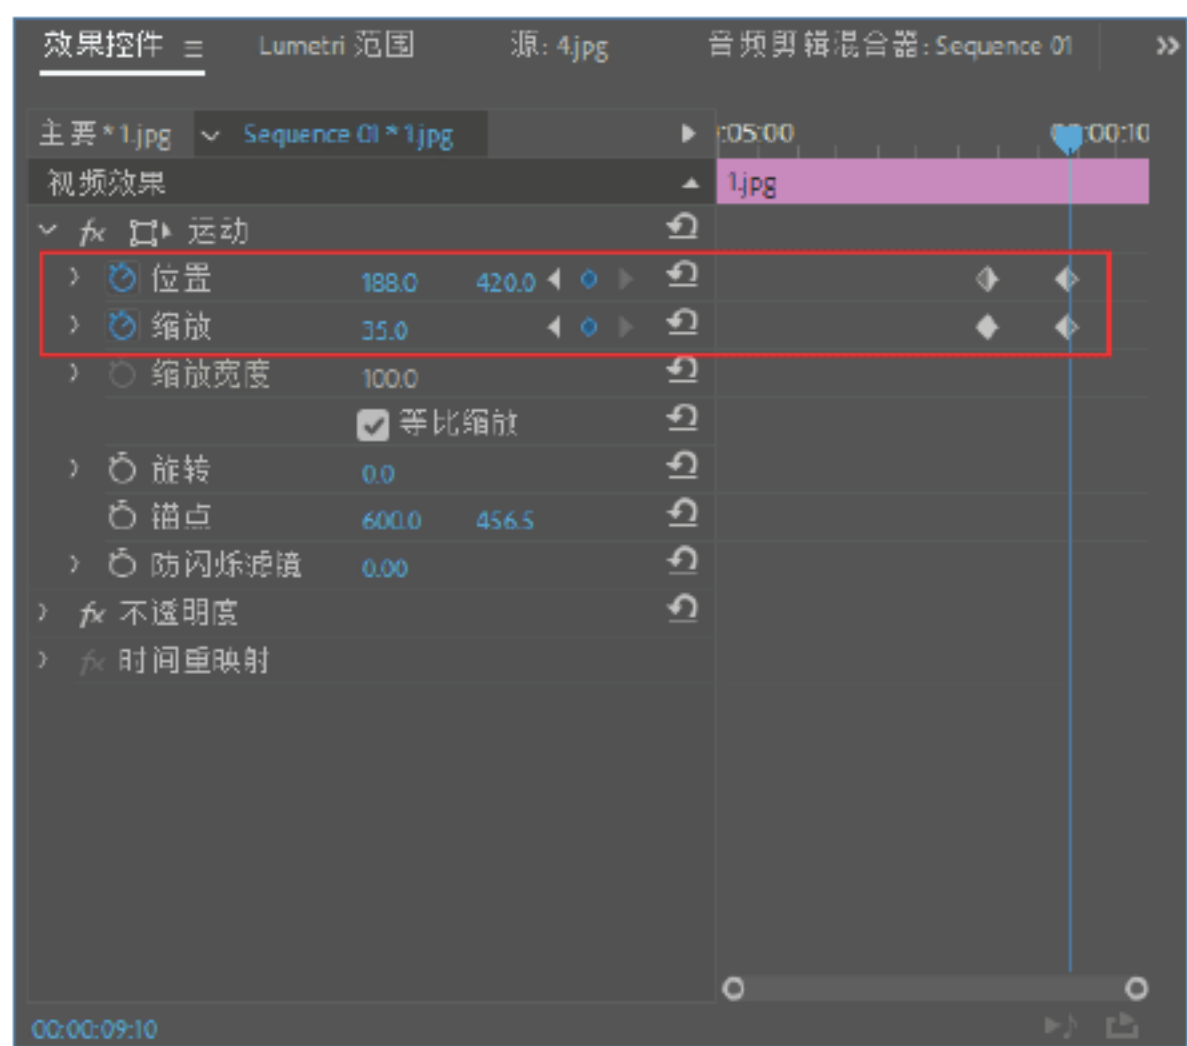 效果控件 Lumetri 范围 源: 4.jpg 音频剪辑混合器: Sequence 01
主要*1.jpg Sequence 01*1.jpg :05:00 :00:10
视频效果 1.jpg
fx 运动
位置 188.0 420.0
缩放 35.0
缩放宽度 100.0
等比缩放
旋转 0.0
锚点 600.0 456.5
防闪烁滤镜 0.00
fx 不透明度
fx 时间重映射
00:00:09:10